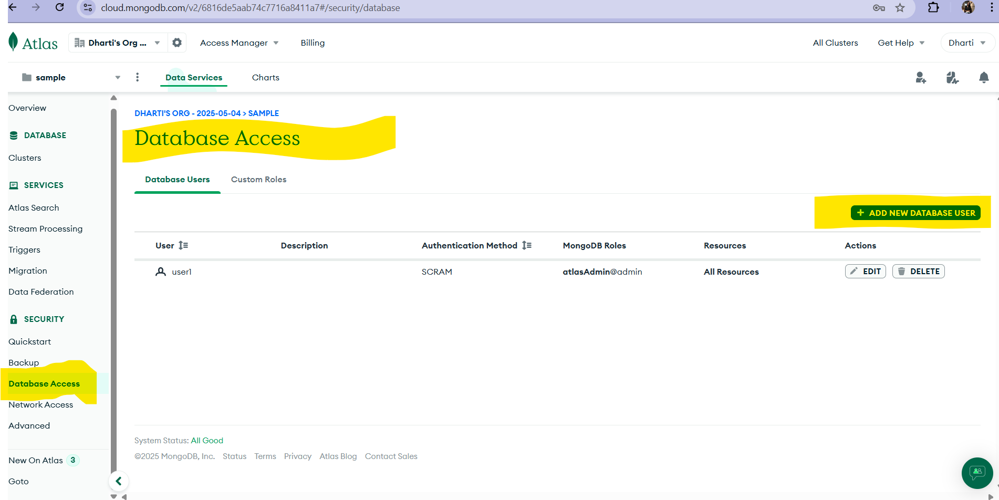 cloud.mongodb.com/v2/6816de5aab74c7716a8411a7#/security/database
Atlas
Dharti's Org ...
Access Manager
Billing
All Clusters
Get Help
Dharti
sample
Data Services
Charts
Overview
DATABASE
Clusters
SERVICES
Atlas Search
Stream Processing
Triggers
Migration
Data Federation
SECURITY
Quickstart
Backup
Database Access
Network Access
Advanced
New On Atlas 3
Goto
DHARTI'S ORG - 2025-05-04 > SAMPLE
Database Access
Database Users
Custom Roles
+ ADD NEW DATABASE USER
User Description Authentication Method MongoDB Roles Resources Actions
user1 SCRAM atlasAdmin@admin All Resources EDIT DELETE
System Status: All Good
©2025 MongoDB, Inc. Status Terms Privacy Atlas Blog Contact Sales